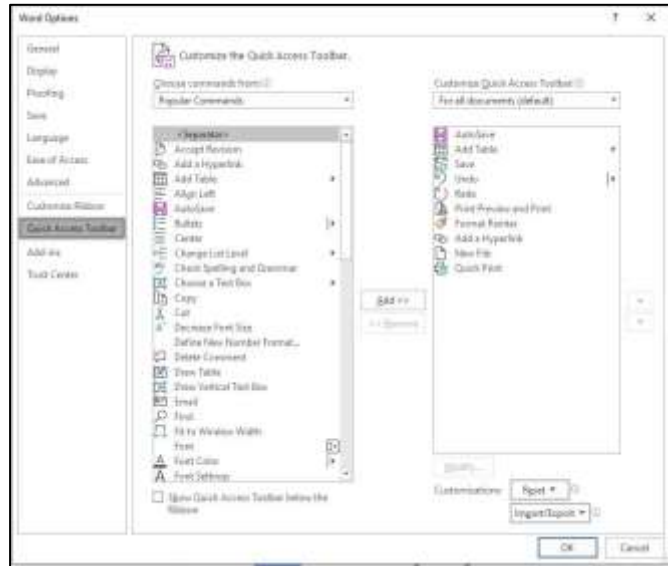 Word Options
? X
General
Display
Proofing
Save
Language
Ease of Access
Advanced
Customize Ribbon
Quick Access Toolbar
Add-ins
Trust Center
Customize the Quick Access Toolbar.
Choose commands from:
Popular Commands
<Separator>
Accept Revision
Add a Hyperlink
Add Table
Align Left
AutoSave
Bullets
Center
Change List Level
Check Spelling and Grammar
Choose a Text Box
Copy
Cut
Decrease Font Size
Define New Number Format...
Delete Comment
Draw Table
Draw Vertical Text Box
Email
Find
Fit to Window Width
Font
Font Color
Font Settings
Show Quick Access Toolbar below the
Ribbon
Add >>
<< Remove
Customize Quick Access Toolbar:
For all documents (default)
AutoSave
Add Table
Save
Undo
Redo
Print Preview and Print
Format Painter
Add a Hyperlink
New File
Quick Print
Modify...
Customizations:
Reset
Import/Export
OK
Cancel